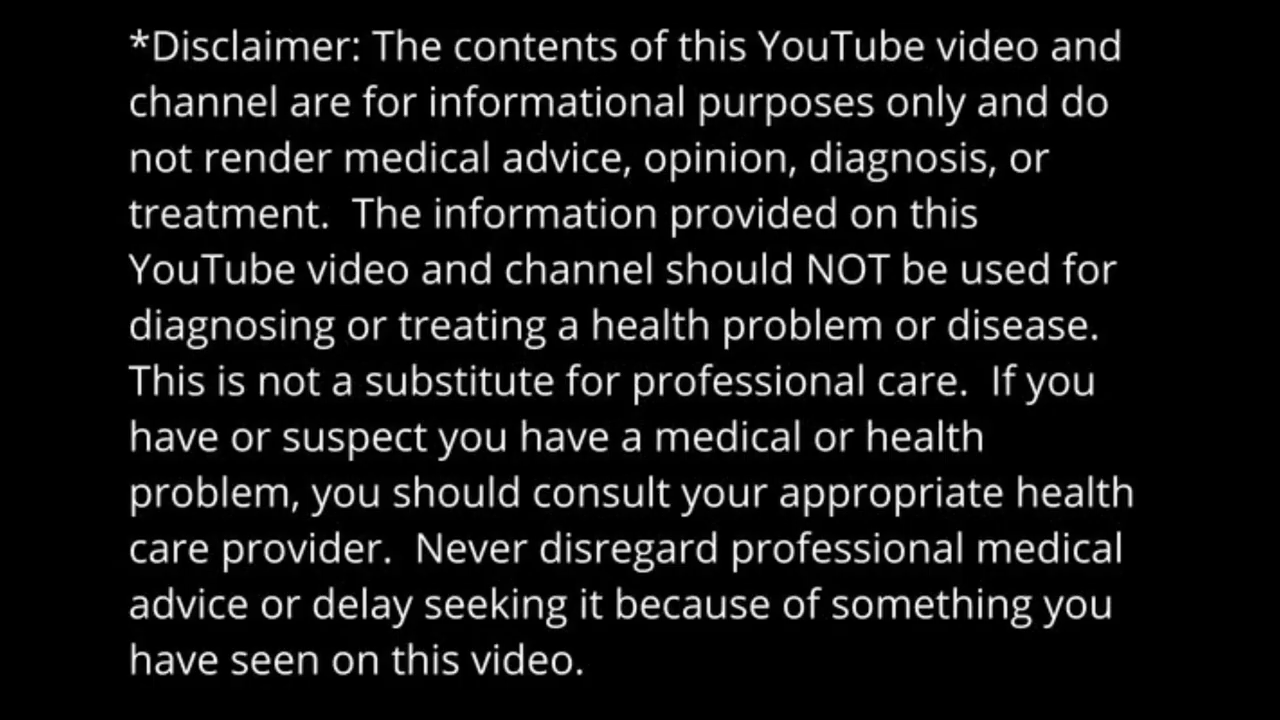 *Disclaimer: The contents of this YouTube video and
channel are for informational purposes only and do
not render medical advice, opinion, diagnosis, or
treatment.  The information provided on this
YouTube video and channel should NOT be used for
diagnosing or treating a health problem or disease.
This is not a substitute for professional care.  If you
have or suspect you have a medical or health
problem, you should consult your appropriate health
care provider.  Never disregard professional medical
advice or delay seeking it because of something you
have seen on this video.